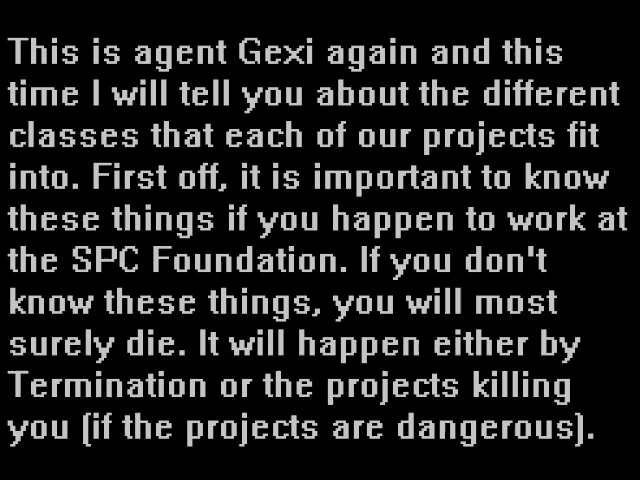 This is agent Gexi again and this
time I will tell you about the different
classes that each of our projects fit
into. First off, it is important to know
these things if you happen to work at
the SPC Foundation. If you don't
know these things, you will most
surely die. It will happen either by
Termination or the projects killing
you (if the projects are dangerous).